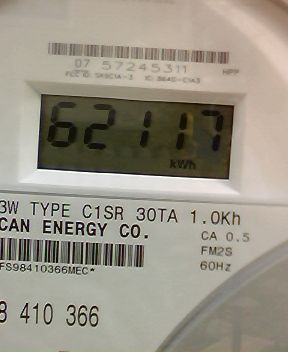 07 57245311
62117
kWh
3W TYPE C1SR 30TA 1.0Kh
CAN ENERGY CO.
CA 0.5
FM2S
60Hz
FS98410366MEC*
8 410 366